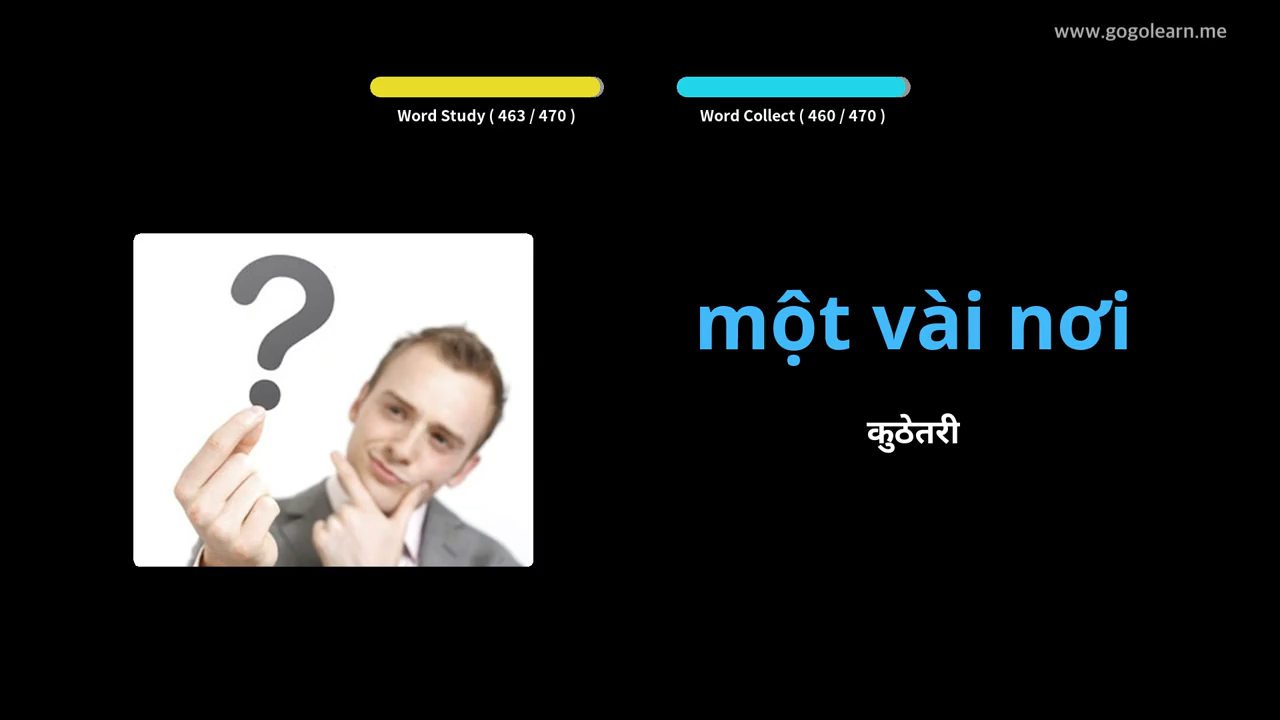 www.gogolearn.me
Word Study ( 463 / 470 )
Word Collect ( 460 / 470 )
một vài nơi
कुठेतरी